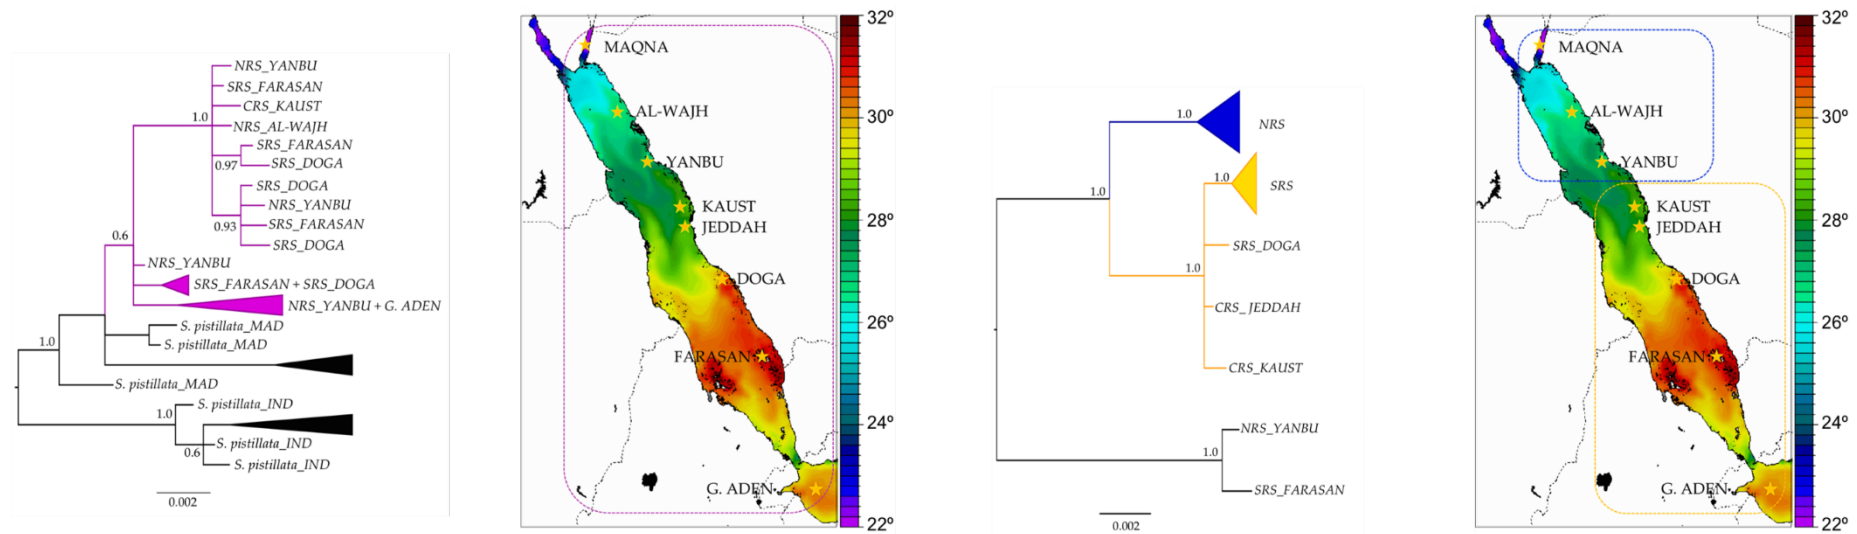 NRS_YANBU
SRS_FARASAN
CRS_KAUST
1.0
NRS_AL-WAJH
SRS_FARASAN
0.97
SRS_DOGA
SRS_DOGA
NRS_YANBU
0.93
SRS_FARASAN
0.6
SRS_DOGA
NRS_YANBU
SRS_FARASAN + SRS_DOGA
NRS_YANBU + G. ADEN
S. pistillata_MAD
1.0
S. pistillata_MAD
S. pistillata_MAD
1.0
S. pistillata_IND
S. pistillata_IND
0.6
S. pistillata_IND
0.002
MAQNA
AL-WAJH
YANBU
KAUST
JEDDAH
DOGA
FARASAN
G. ADEN
32º
30º
28º
26º
24º
22º
1.0
NRS
1.0
SRS
1.0
SRS_DOGA
1.0
CRS_JEDDAH
CRS_KAUST
NRS_YANBU
1.0
SRS_FARASAN
0.002
MAQNA
AL-WAJH
YANBU
KAUST
JEDDAH
DOGA
FARASAN
G. ADEN
32º
30º
28º
26º
24º
22º